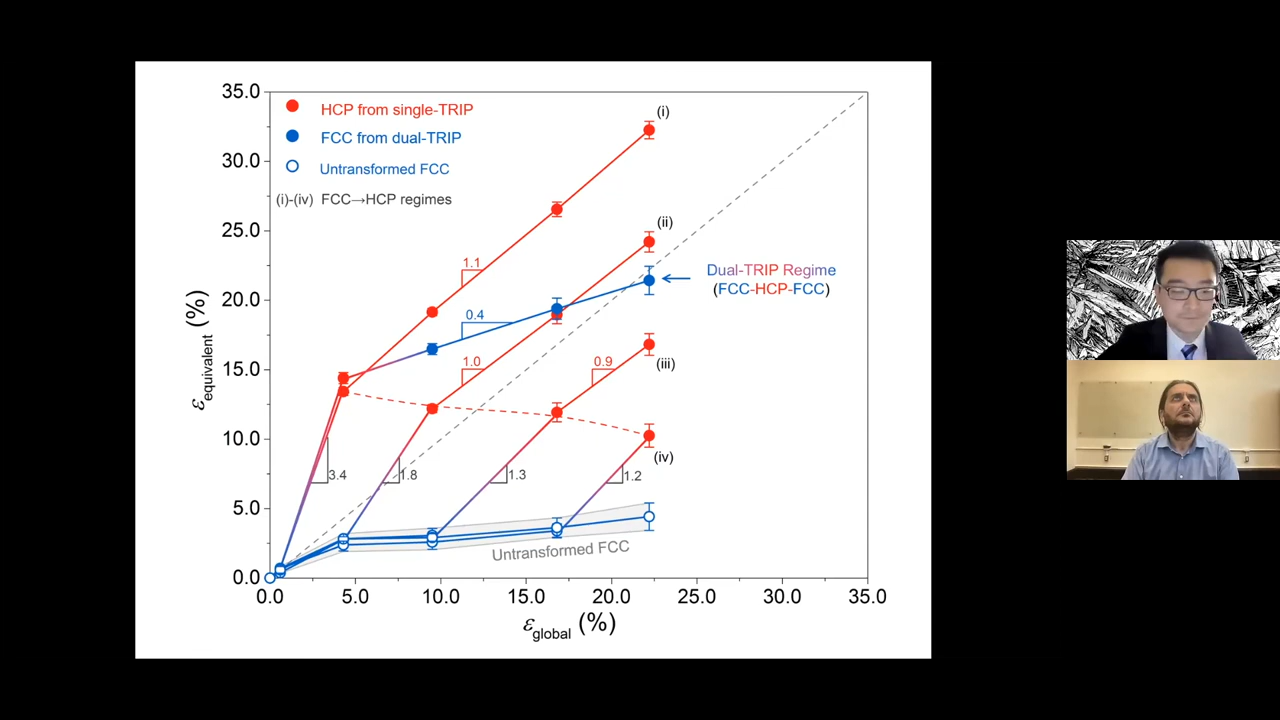 35.0
30.0
25.0
20.0
15.0
10.0
5.0
0.0
εequivalent (%)
HCP from single-TRIP
FCC from dual-TRIP
Untransformed FCC
(i)-(iv) FCC→HCP regimes
(i)
(ii)
(iii)
(iv)
1.1
0.4
1.0
0.9
3.4
1.8
1.3
1.2
Dual-TRIP Regime
(FCC-HCP-FCC)
Untransformed FCC
0.0 5.0 10.0 15.0 20.0 25.0 30.0 35.0
εglobal (%)